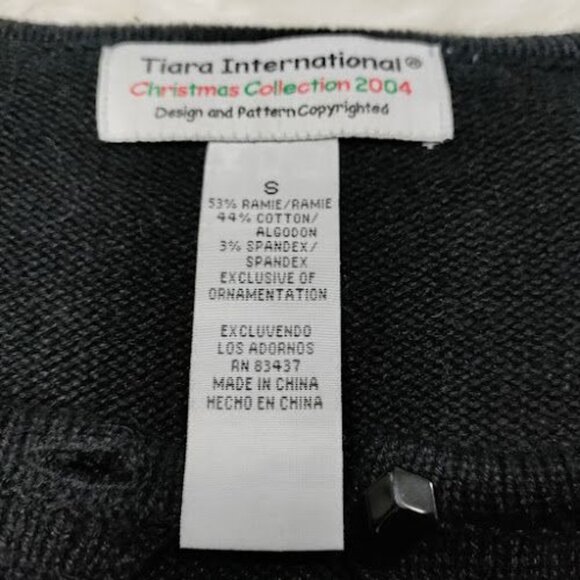 Tiara International®
Christmas Collection 2004
Design and Pattern Copyrighted
S
53% RAMIE/RAMIE
44% COTTON/
ALGODON
3% SPANDEX/
SPANDEX
EXCLUSIVE OF
ORNAMENTATION
EXCLUVENDO
LOS ADORNOS
RN 83437
MADE IN CHINA
HECHO EN CHINA